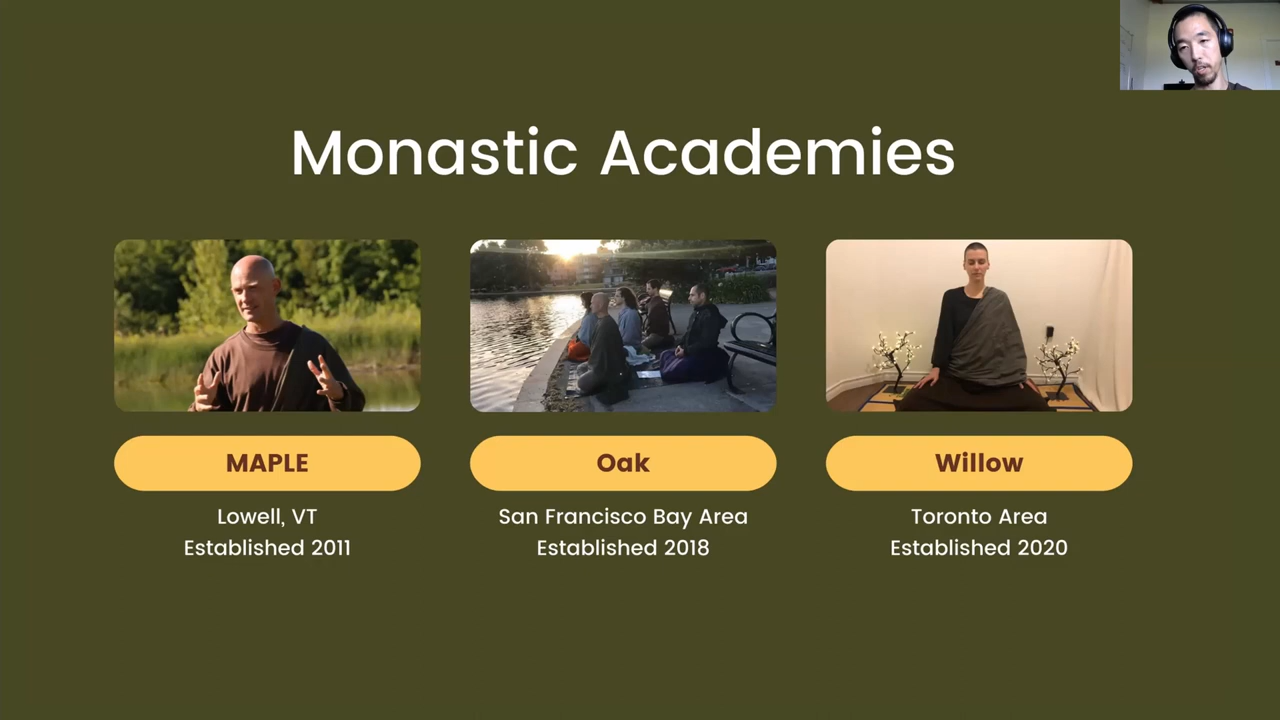 Monastic Academies
MAPLE
Oak
Willow
Lowell, VT
San Francisco Bay Area
Toronto Area
Established 2011
Established 2018
Established 2020